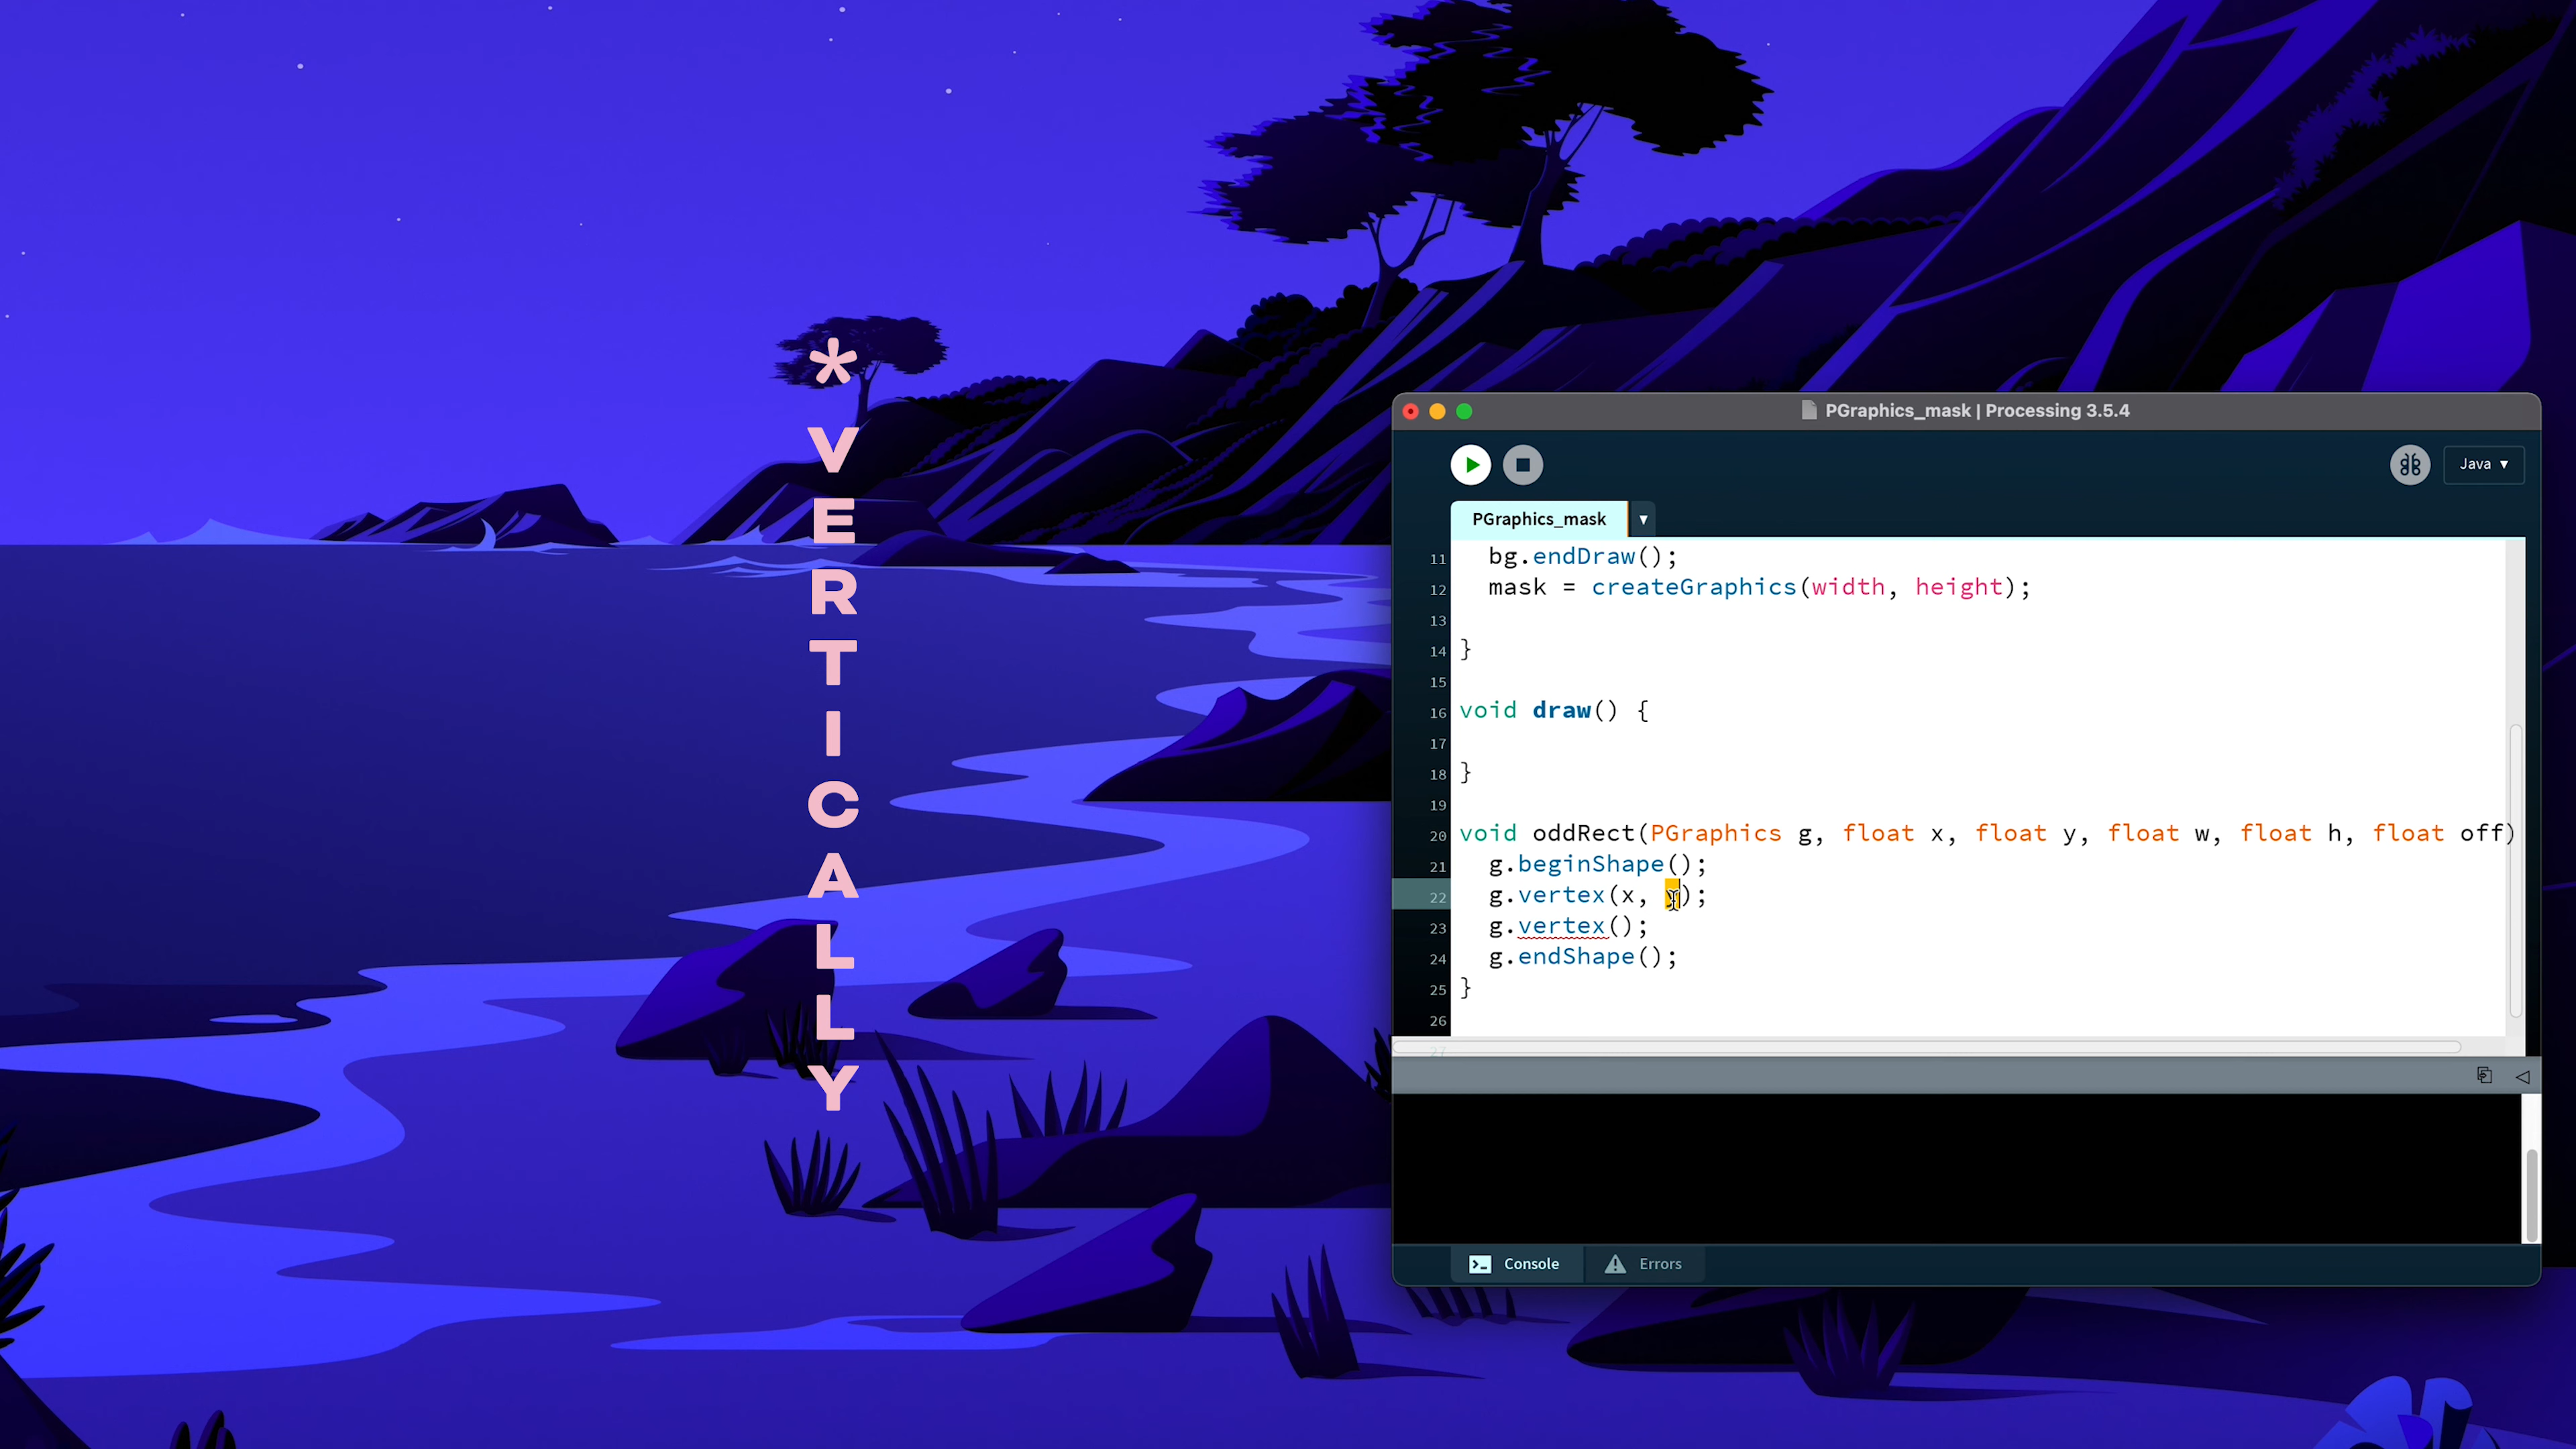 *VERTICALLY
PGraphics_mask | Processing 3.5.4
Java ▼
PGraphics_mask ▼
11 bg.endDraw();
12 mask = createGraphics(width, height);
13
14 }
15
16 void draw() {
17
18 }
19
20 void oddRect(PGraphics g, float x, float y, float w, float h, float off)
21 g.beginShape();
22 g.vertex(x, y);
23 g.vertex();
24 g.endShape();
25 }
26
27
Console
Errors